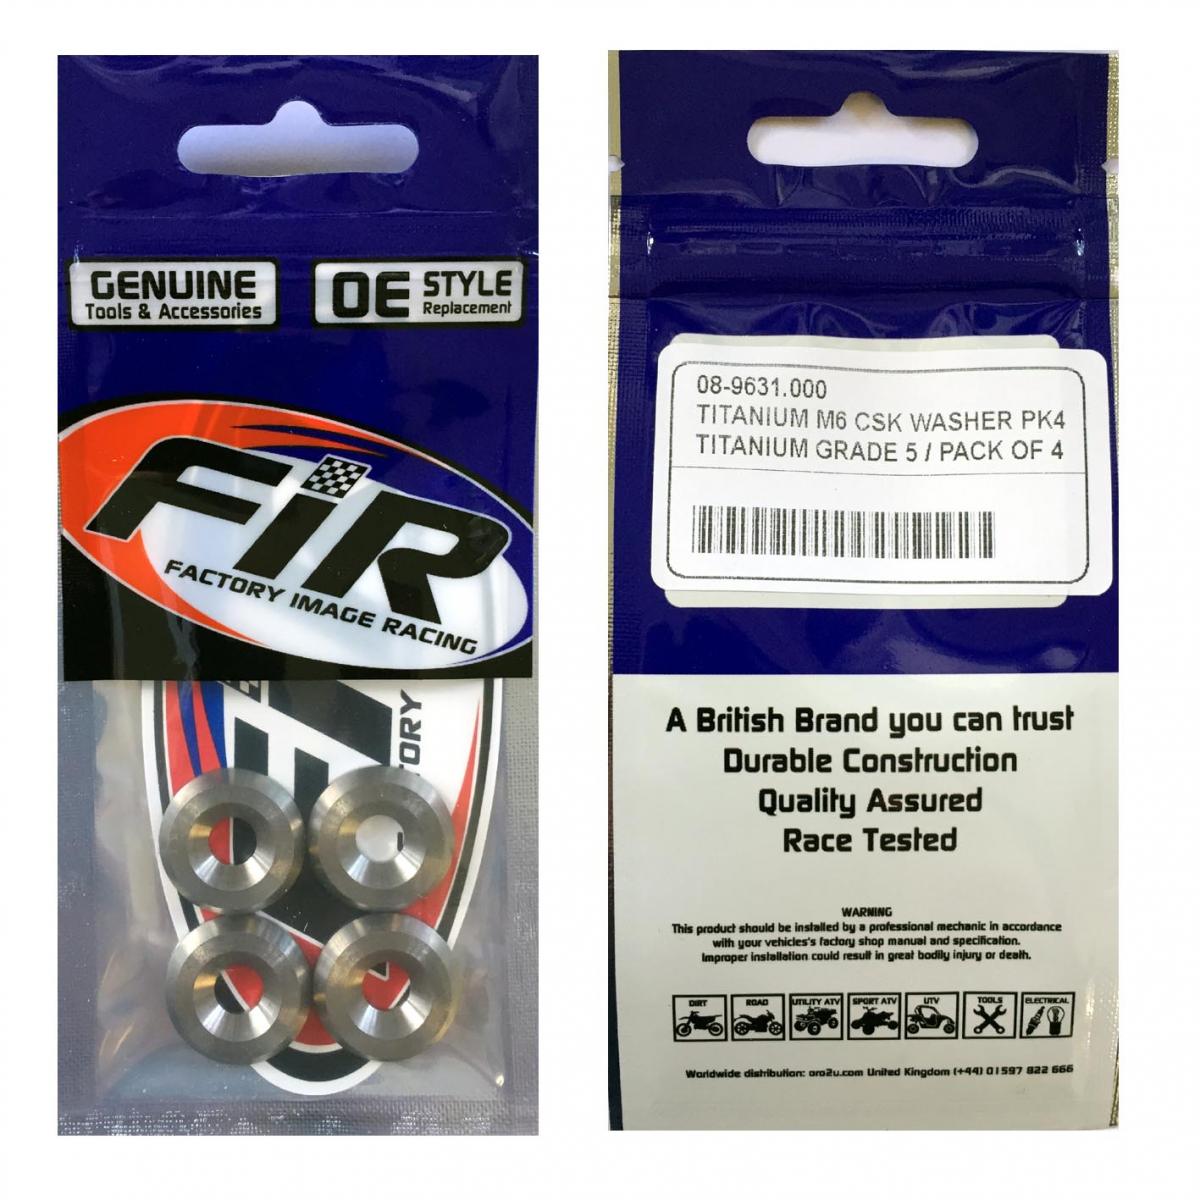 GENUINE
Tools & Accessories
OE STYLE
Replacement
FiR
FACTORY IMAGE RACING
TORY
08-9631.000
TITANIUM M6 CSK WASHER PK4
TITANIUM GRADE 5 / PACK OF 4
A British Brand you can trust
Durable Construction
Quality Assured
Race Tested
WARNING
This product should be installed by a professional mechanic in accordance
with your vehicles's factory shop manual and specification.
Improper installation could result in great bodily injury or death.
DIRT ROAD UTILITY ATV SPORT ATV UTV TOOLS ELECTRICAL
Worldwide distribution: oro2u.com United Kingdom (+44) 01597 822 666